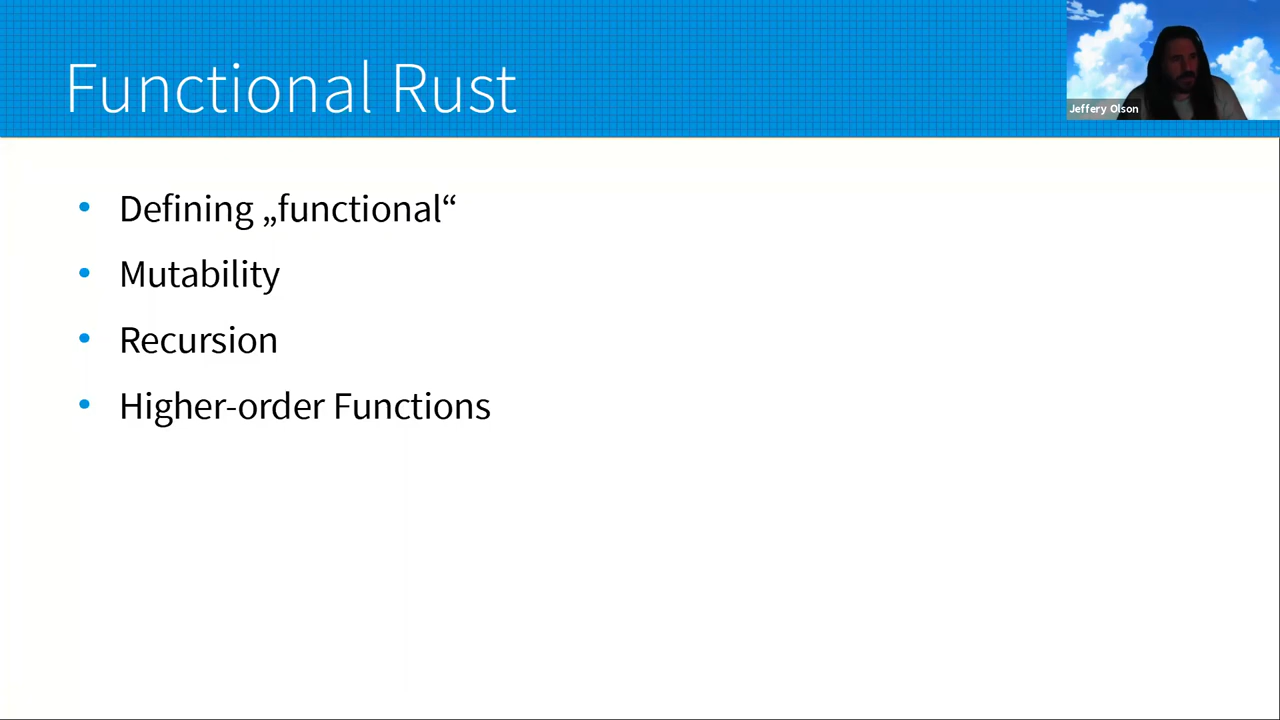 Functional Rust
Jeffery Olson
• Defining „functional“
• Mutability
• Recursion
• Higher-order Functions